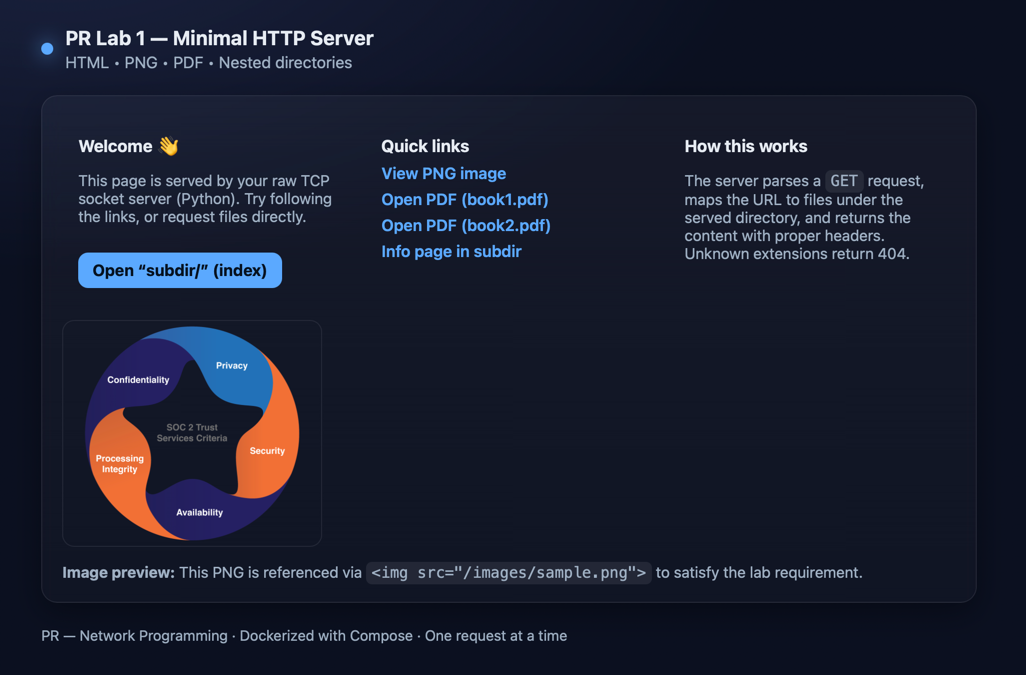 PR Lab 1 — Minimal HTTP Server
HTML • PNG • PDF • Nested directories
Welcome 👋
This page is served by your raw TCP
socket server (Python). Try following
the links, or request files directly.
Open “subdir/” (index)
Quick links
View PNG image
Open PDF (book1.pdf)
Open PDF (book2.pdf)
Info page in subdir
How this works
The server parses a GET request,
maps the URL to files under the
served directory, and returns the
content with proper headers.
Unknown extensions return 404.
Privacy
Confidentiality
SOC 2 Trust
Services Criteria
Security
Processing
Integrity
Availability
Image preview: This PNG is referenced via <img src="/images/sample.png"> to satisfy the lab requirement.
PR — Network Programming · Dockerized with Compose · One request at a time